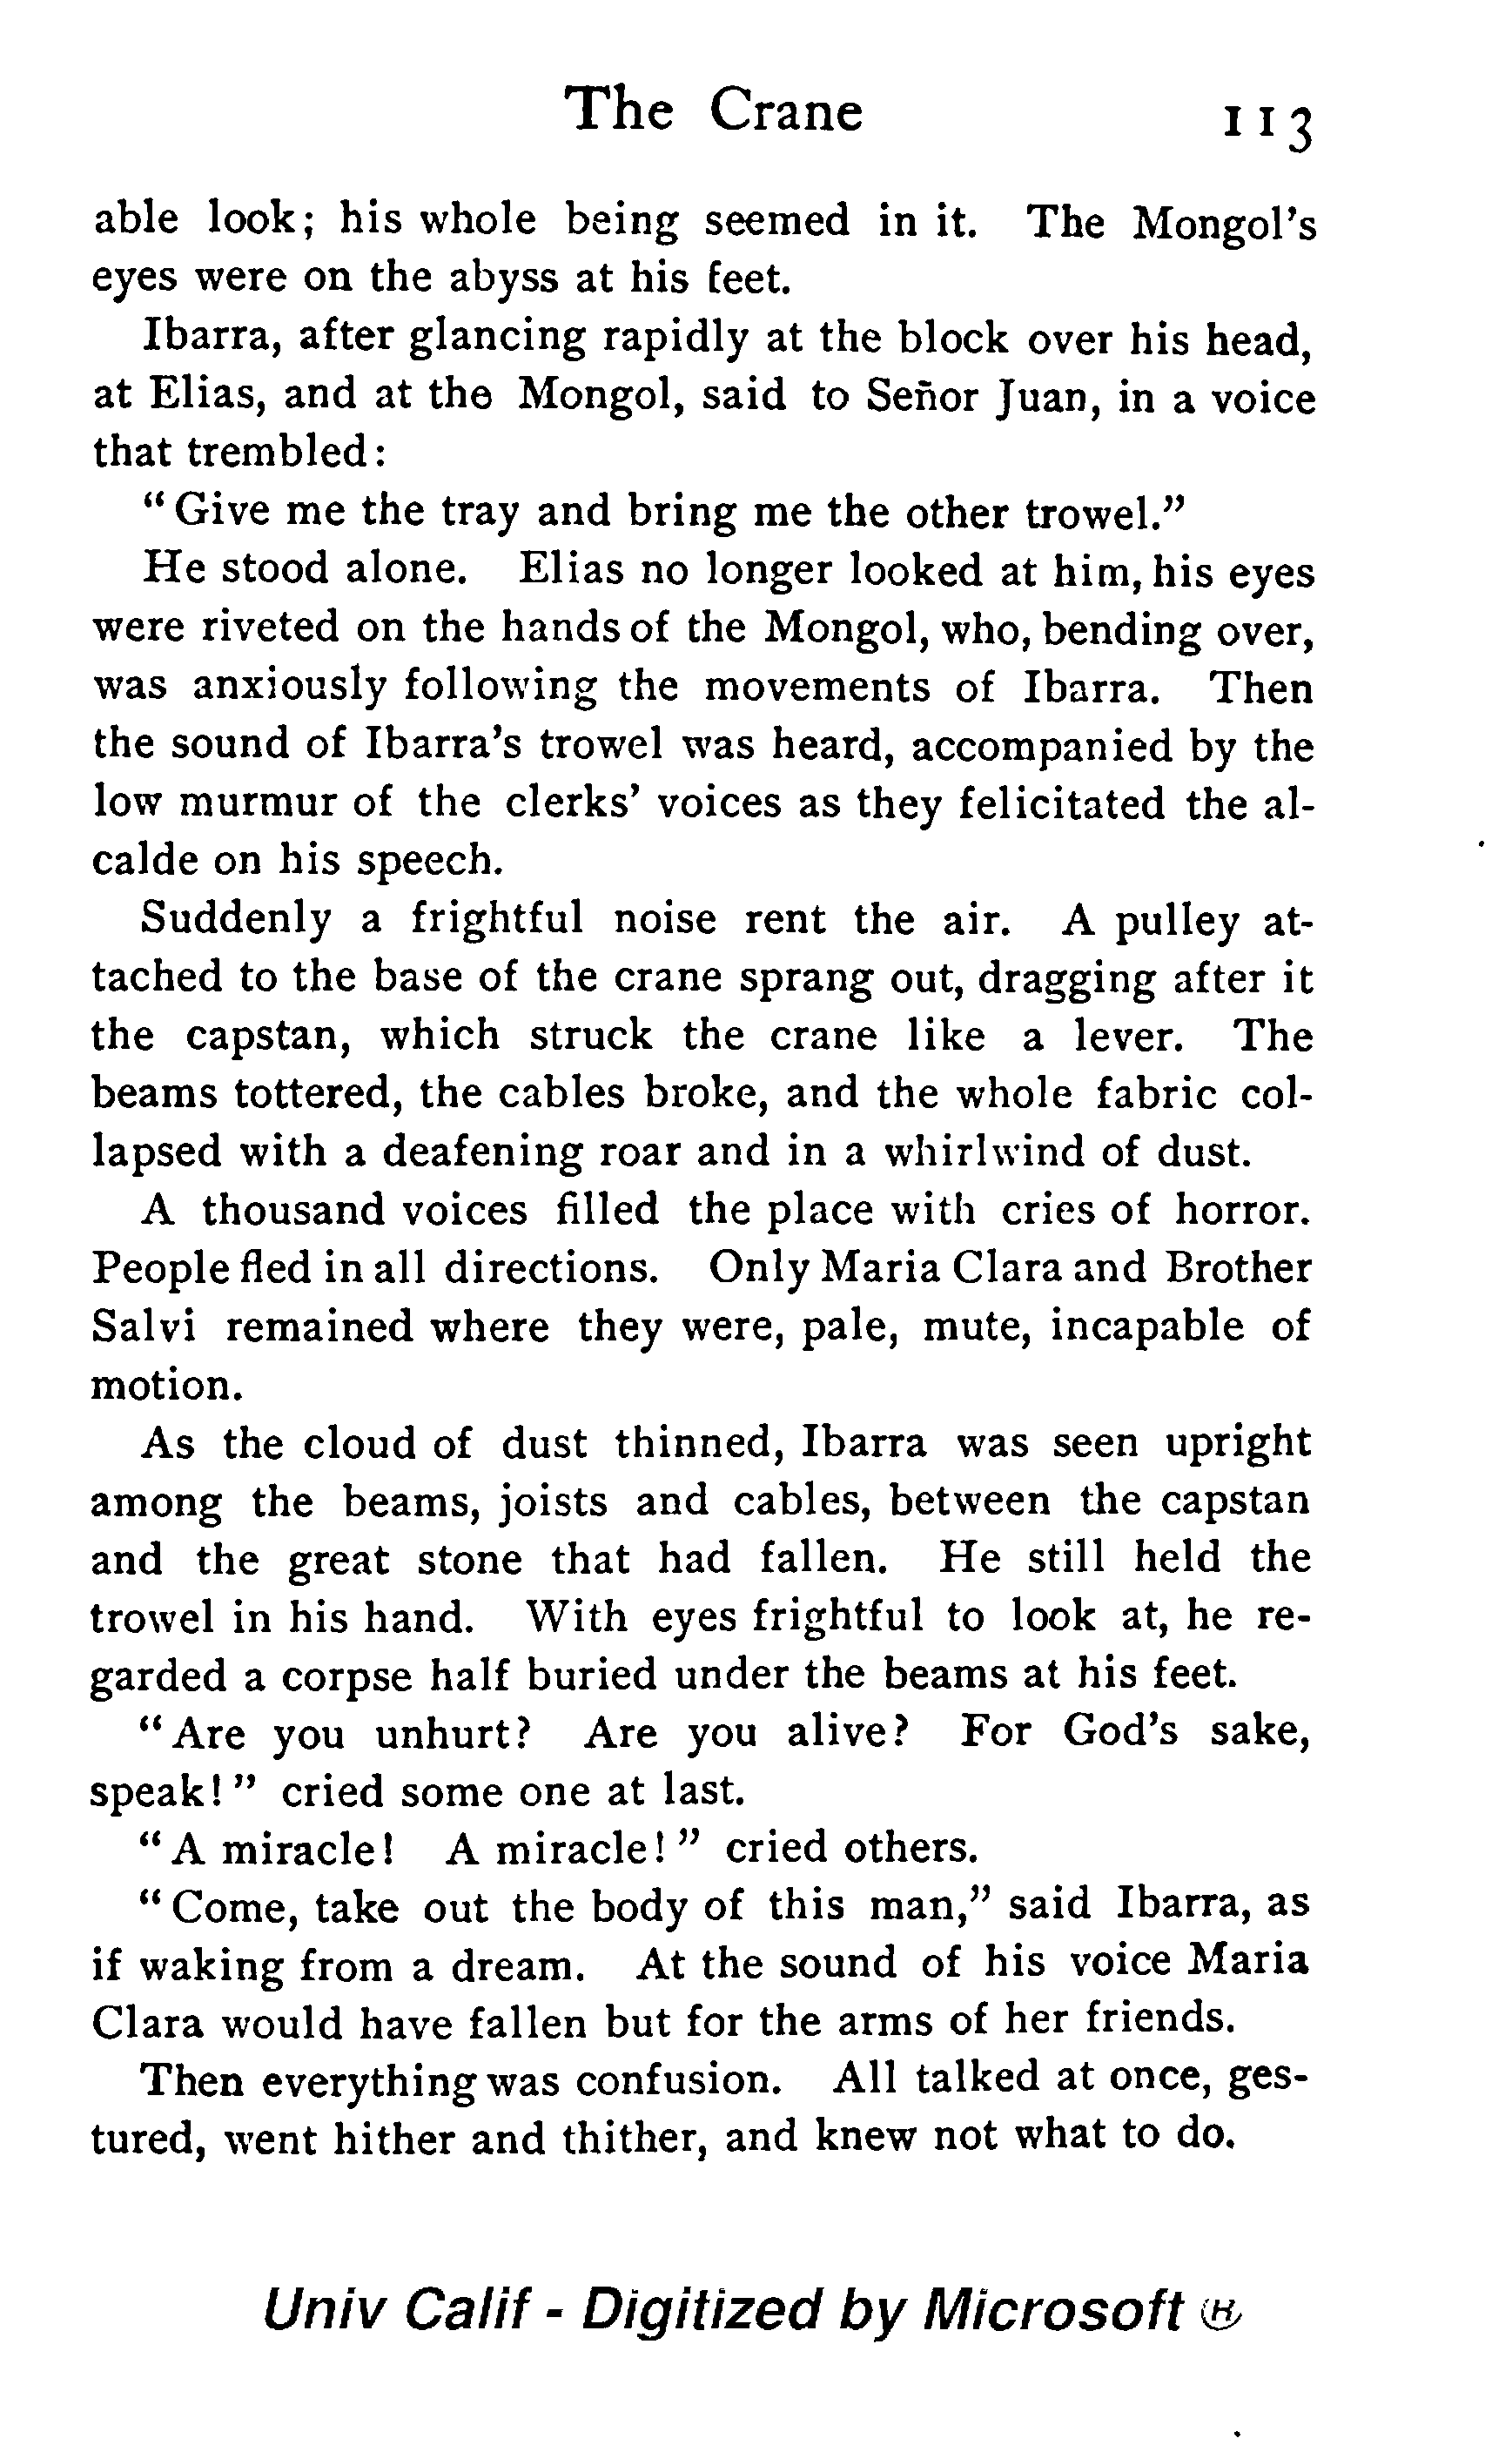 The Crane 113
able look; his whole being seemed in it. The Mongol's
eyes were on the abyss at his feet.
Ibarra, after glancing rapidly at the block over his head,
at Elias, and at the Mongol, said to Señor Juan, in a voice
that trembled:
"Give me the tray and bring me the other trowel."
He stood alone. Elias no longer looked at him, his eyes
were riveted on the hands of the Mongol, who, bending over,
was anxiously following the movements of Ibarra. Then
the sound of Ibarra's trowel was heard, accompanied by the
low murmur of the clerks' voices as they felicitated the al-
calde on his speech.
Suddenly a frightful noise rent the air. A pulley at-
tached to the base of the crane sprang out, dragging after it
the capstan, which struck the crane like a lever. The
beams tottered, the cables broke, and the whole fabric col-
lapsed with a deafening roar and in a whirlwind of dust.
A thousand voices filled the place with cries of horror.
People fled in all directions. Only Maria Clara and Brother
Salvi remained where they were, pale, mute, incapable of
motion.
As the cloud of dust thinned, Ibarra was seen upright
among the beams, joists and cables, between the capstan
and the great stone that had fallen. He still held the
trowel in his hand. With eyes frightful to look at, he re-
garded a corpse half buried under the beams at his feet.
"Are you unhurt? Are you alive? For God's sake,
speak!" cried some one at last.
"A miracle! A miracle!" cried others.
"Come, take out the body of this man," said Ibarra, as
if waking from a dream. At the sound of his voice Maria
Clara would have fallen but for the arms of her friends.
Then everything was confusion. All talked at once, ges-
tured, went hither and thither, and knew not what to do.
Univ Calif - Digitized by Microsoft ®